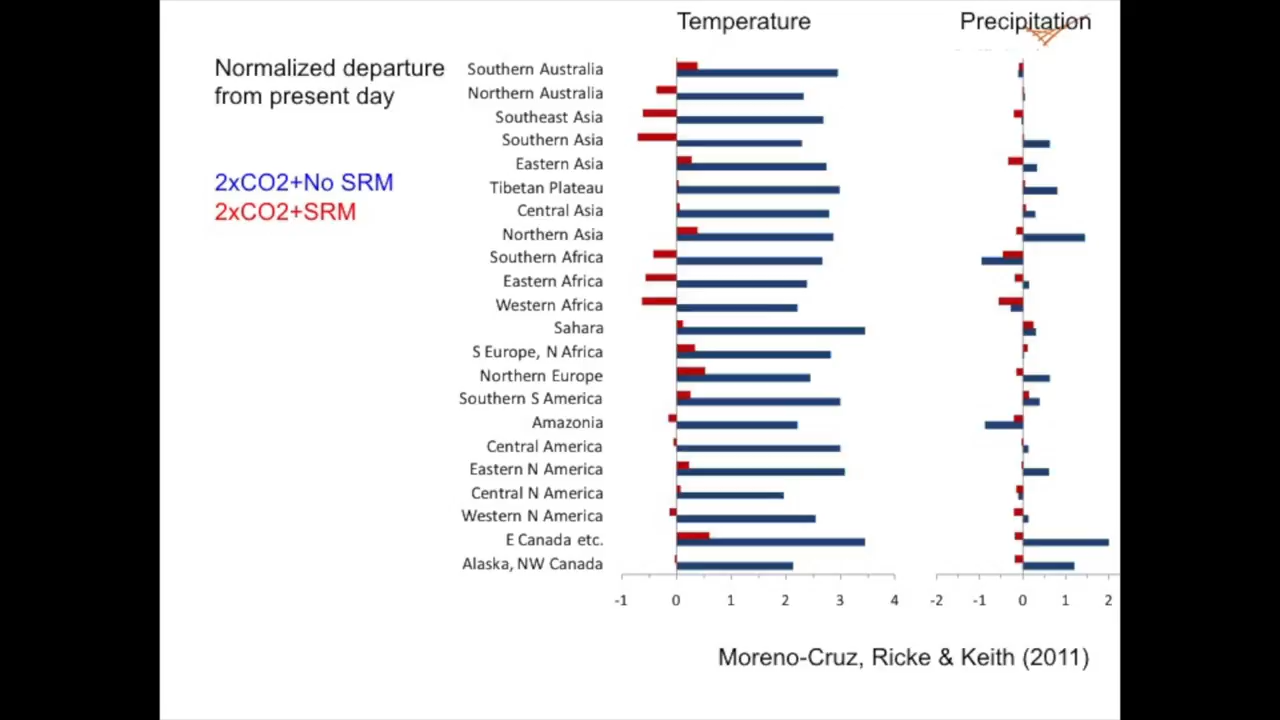 Temperature
Precipitation
Normalized departure
from present day
2xCO2+No SRM
2xCO2+SRM
Southern Australia
Northern Australia
Southeast Asia
Southern Asia
Eastern Asia
Tibetan Plateau
Central Asia
Northern Asia
Southern Africa
Eastern Africa
Western Africa
Sahara
S Europe, N Africa
Northern Europe
Southern S America
Amazonia
Central America
Eastern N America
Central N America
Western N America
E Canada etc.
Alaska, NW Canada
-1 0 1 2 3 4
-2 -1 0 1 2
Moreno-Cruz, Ricke & Keith (2011)